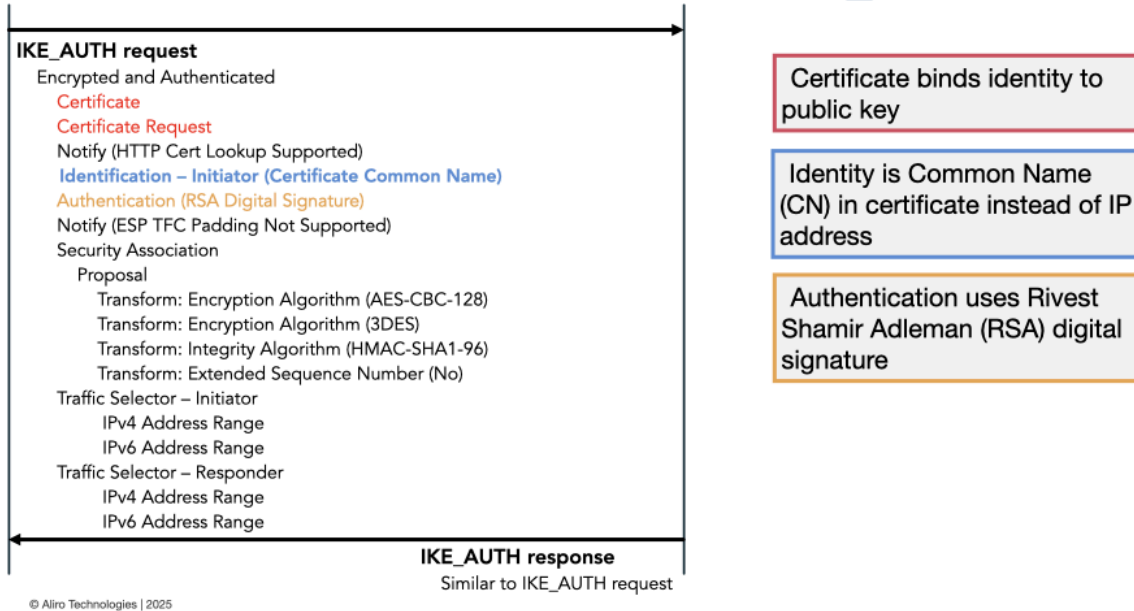 IKE_AUTH request
Encrypted and Authenticated
Certificate
Certificate Request
Notify (HTTP Cert Lookup Supported)
Identification – Initiator (Certificate Common Name)
Authentication (RSA Digital Signature)
Notify (ESP TFC Padding Not Supported)
Security Association
Proposal
Transform: Encryption Algorithm (AES-CBC-128)
Transform: Encryption Algorithm (3DES)
Transform: Integrity Algorithm (HMAC-SHA1-96)
Transform: Extended Sequence Number (No)
Traffic Selector – Initiator
IPv4 Address Range
IPv6 Address Range
Traffic Selector – Responder
IPv4 Address Range
IPv6 Address Range
IKE_AUTH response
Similar to IKE_AUTH request
© Aliro Technologies | 2025
Certificate binds identity to
public key
Identity is Common Name
(CN) in certificate instead of IP
address
Authentication uses Rivest
Shamir Adleman (RSA) digital
signature